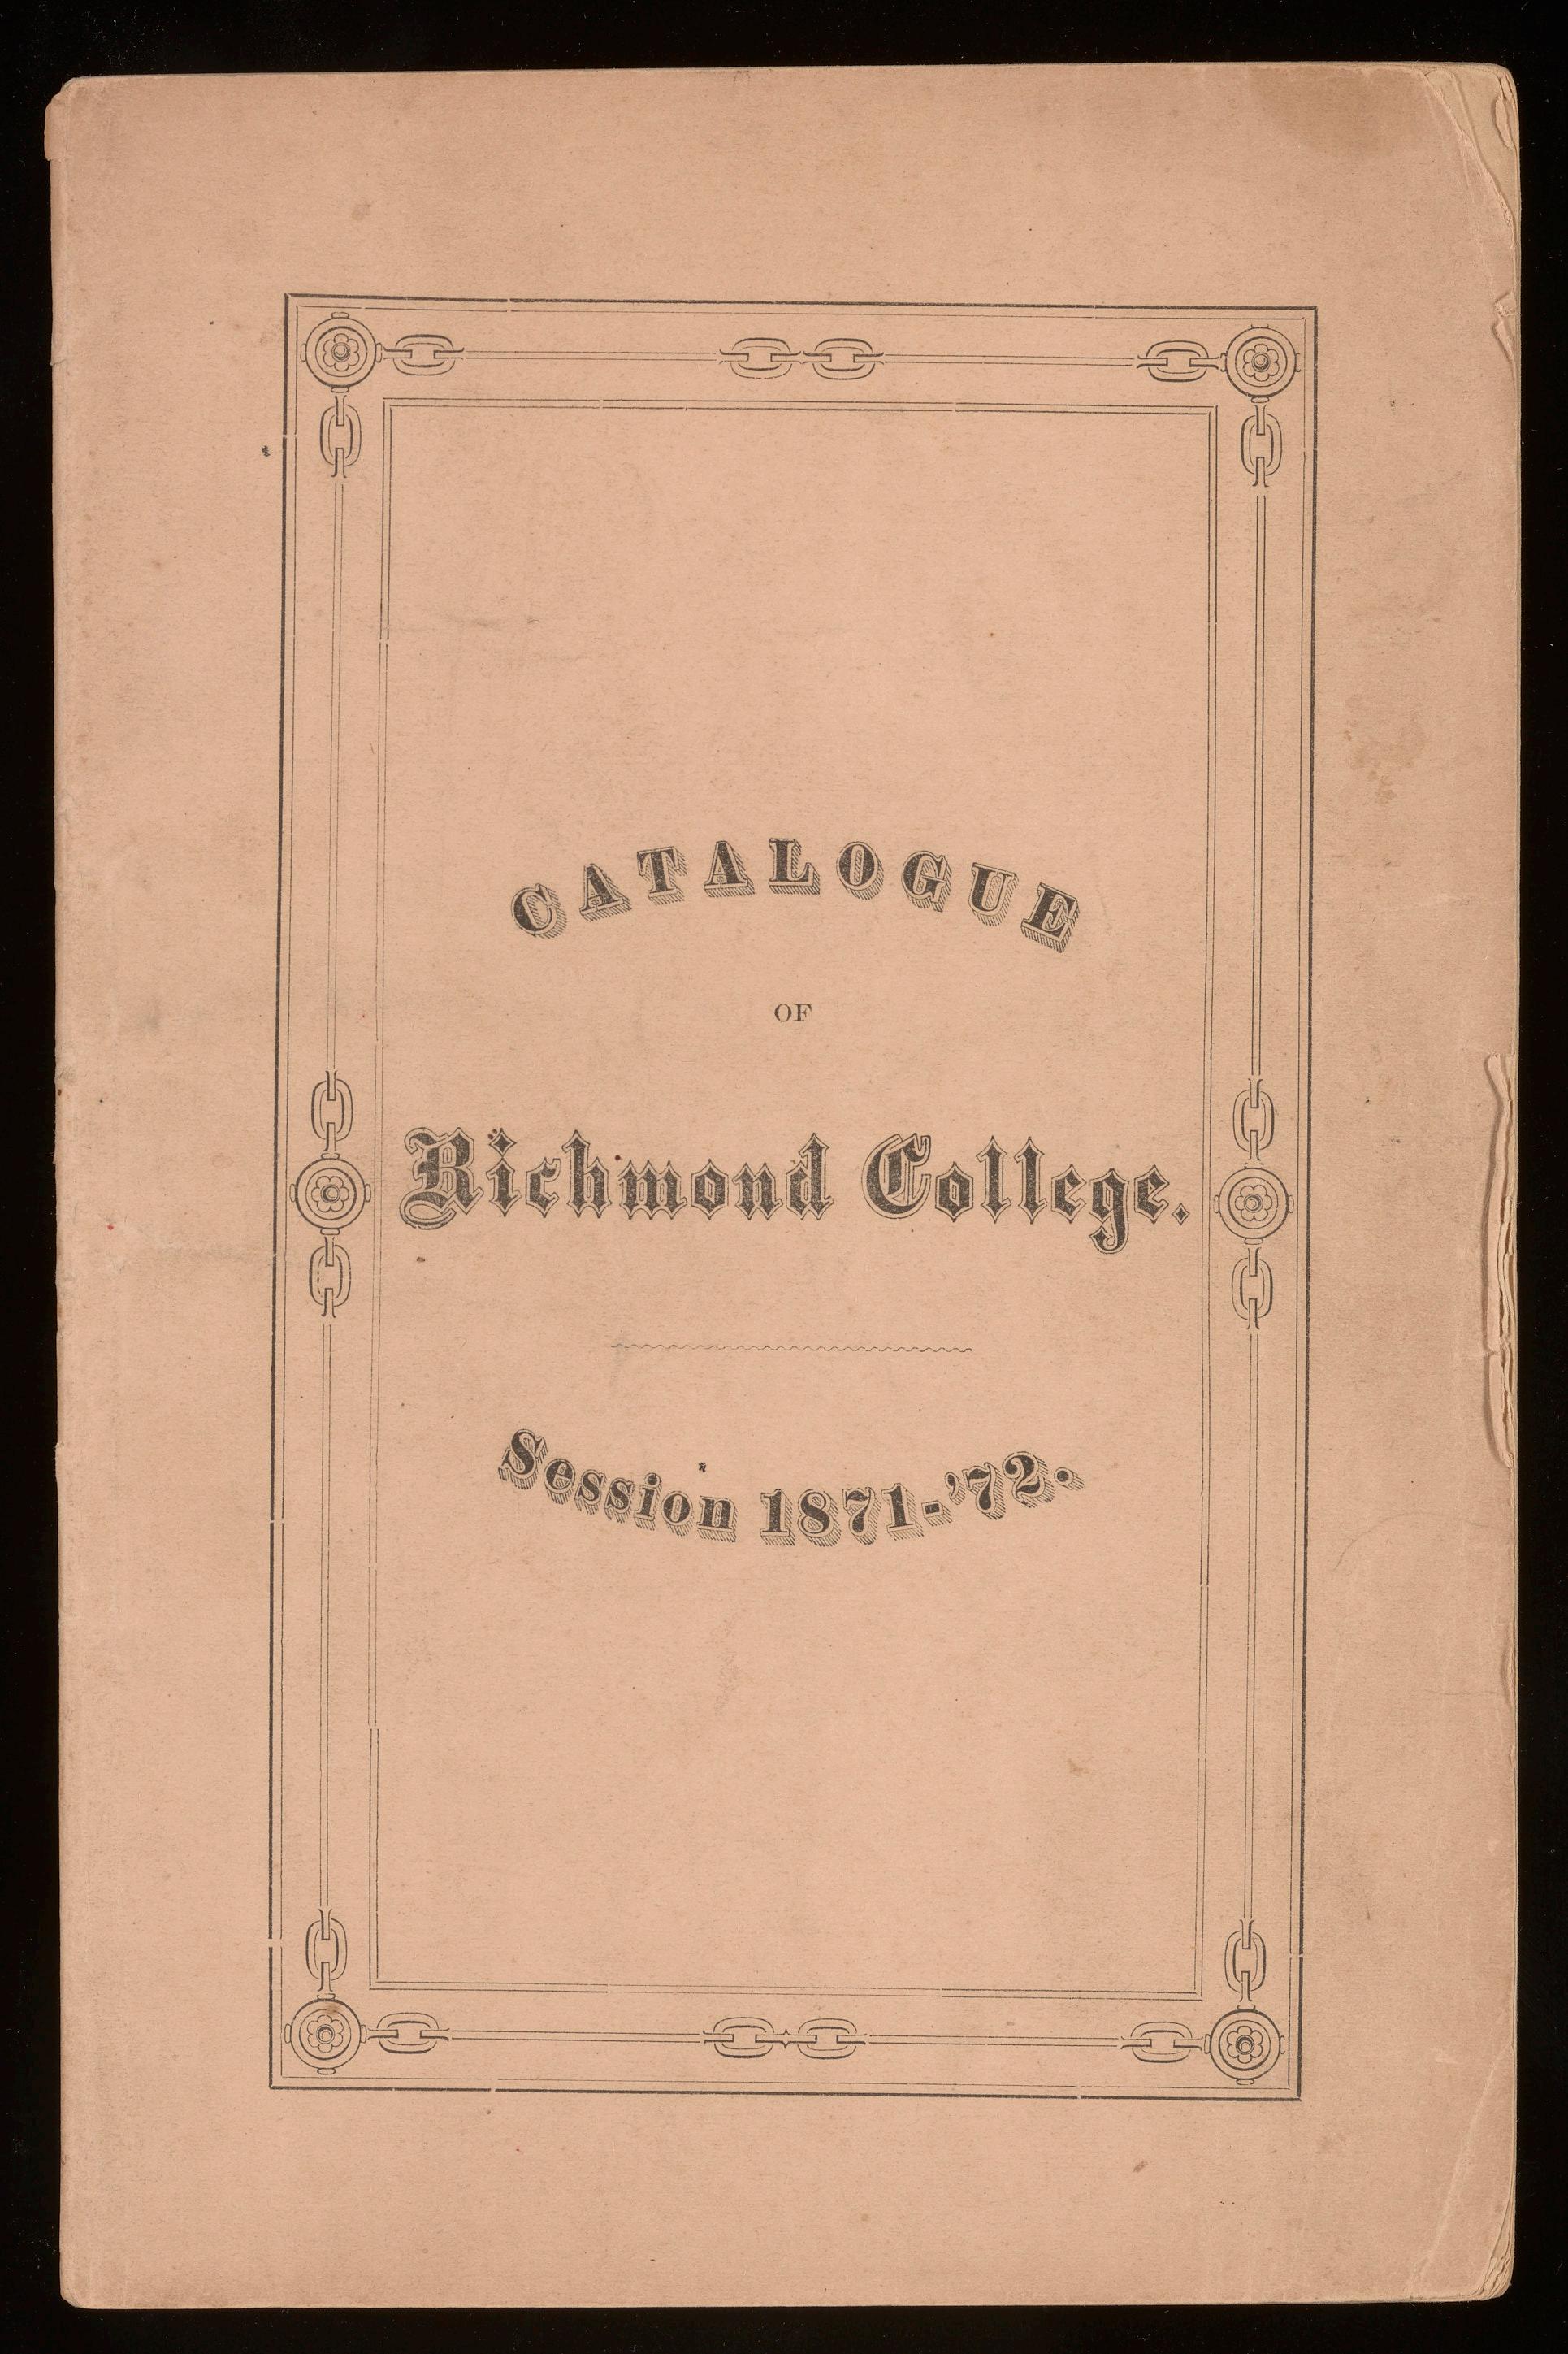 CATALOGUE
OF
Richmond College.
Session 1871-'72.